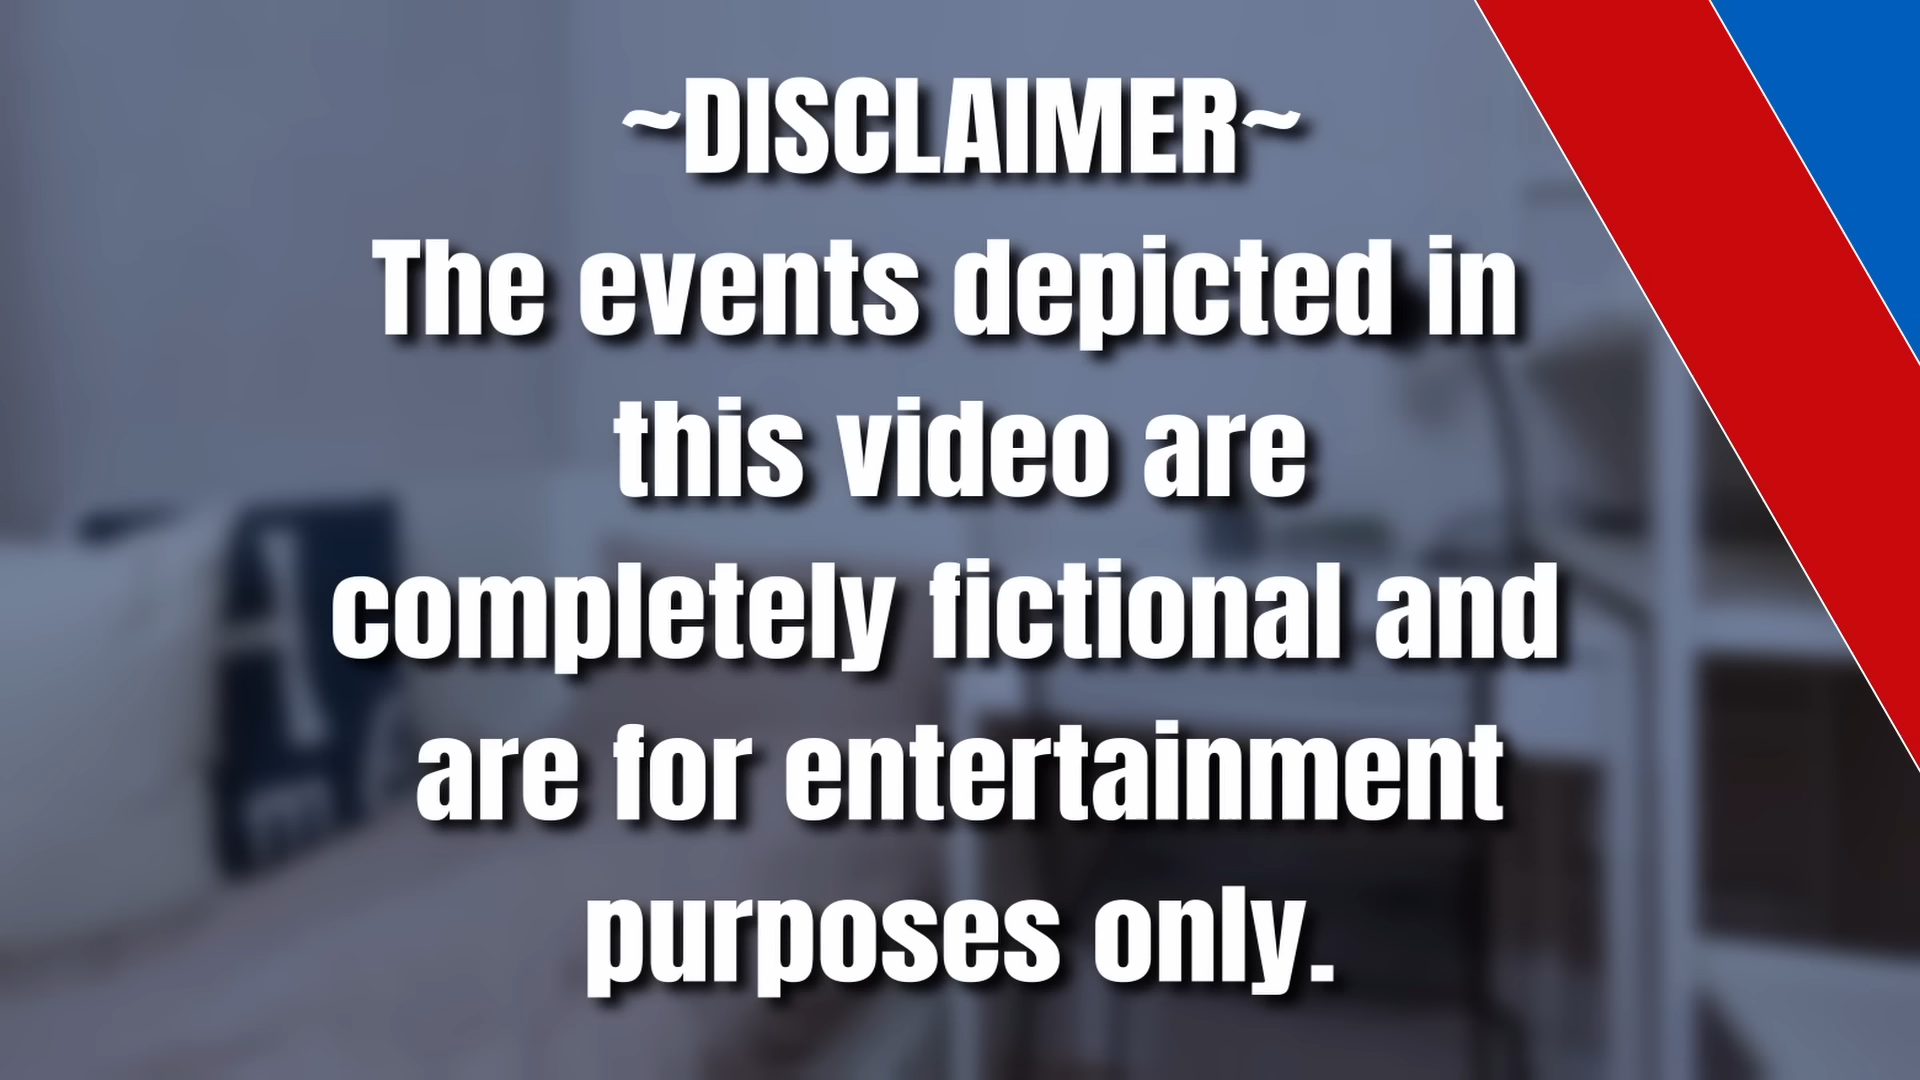 ~DISCLAIMER~
The events depicted in
this video are
completely fictional and
are for entertainment
purposes only.